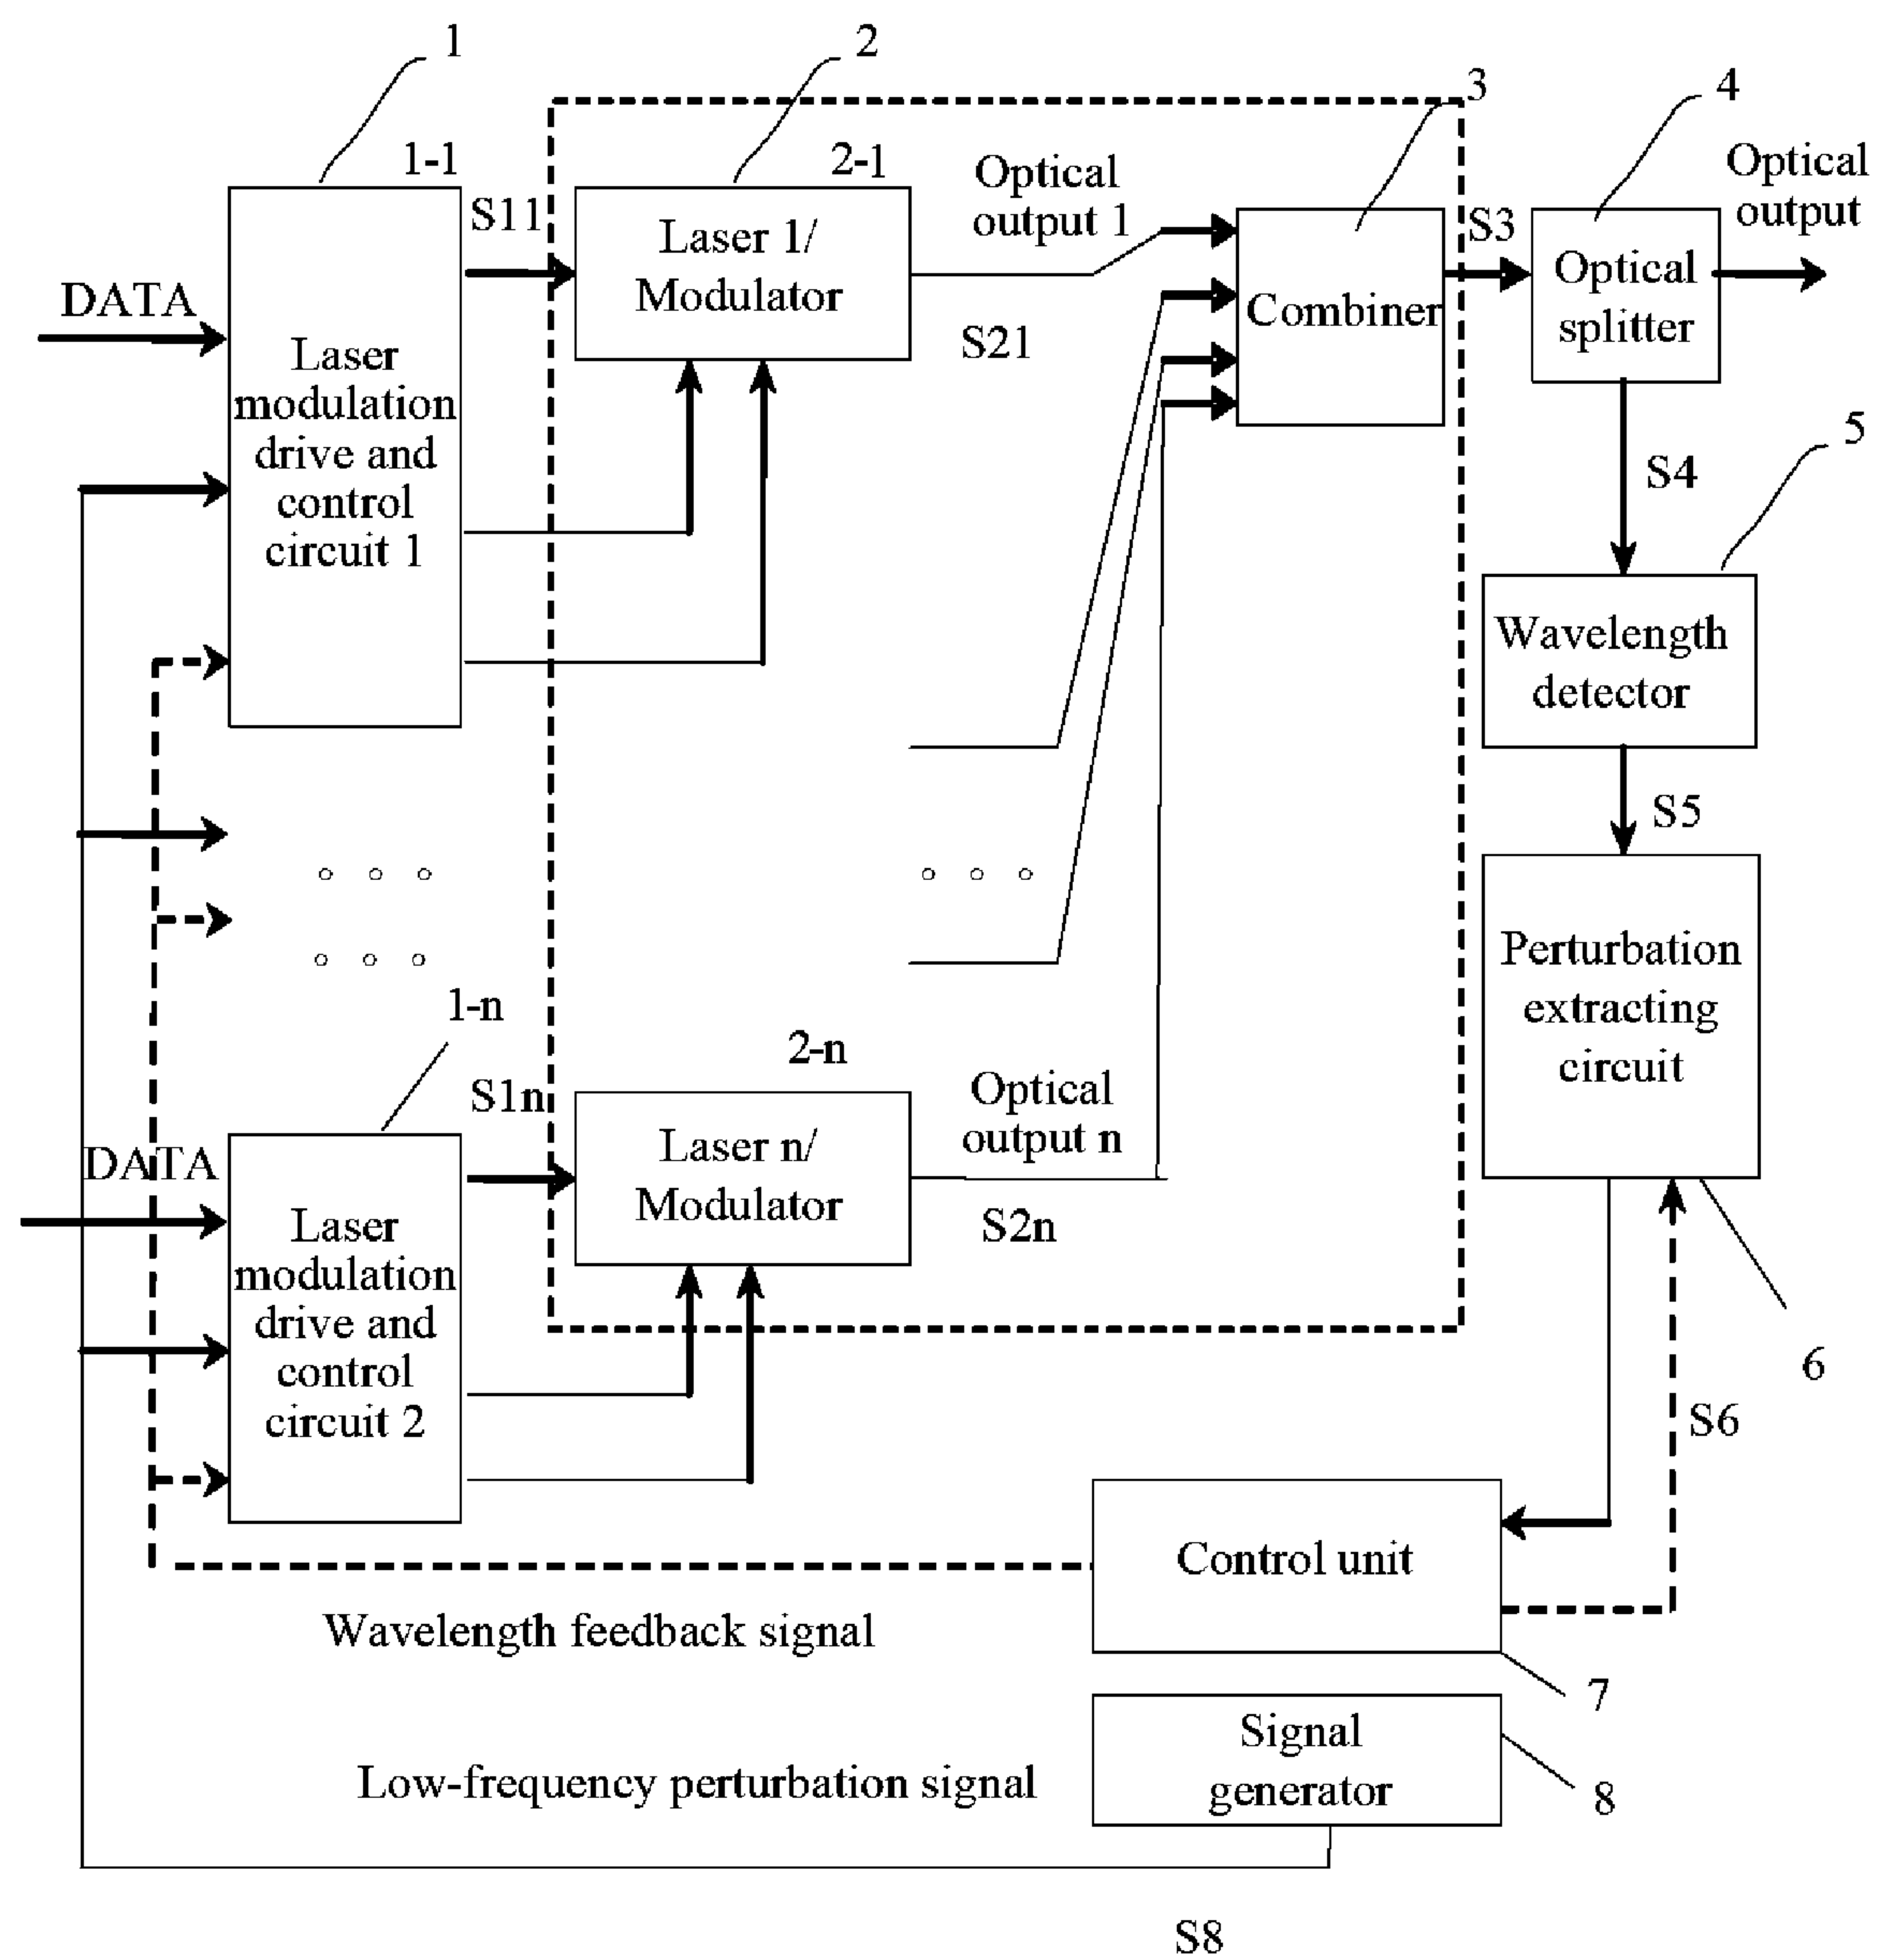 1
2
3
4
1-1
2-1
Optical
output 1
Optical
output
S11
S3
Laser 1/
Modulator
Optical
splitter
DATA
Combiner
S21
Laser
modulation
drive and
control
circuit 1
5
S4
Wavelength
detector
S5
Perturbation
extracting
circuit
1-n
2-n
S1n
Optical
output n
Laser n/
Modulator
DATA
S2n
Laser
modulation
drive and
control
circuit 2
6
S6
Control unit
Wavelength feedback signal
7
Signal
generator
Low-frequency perturbation signal
8
S8